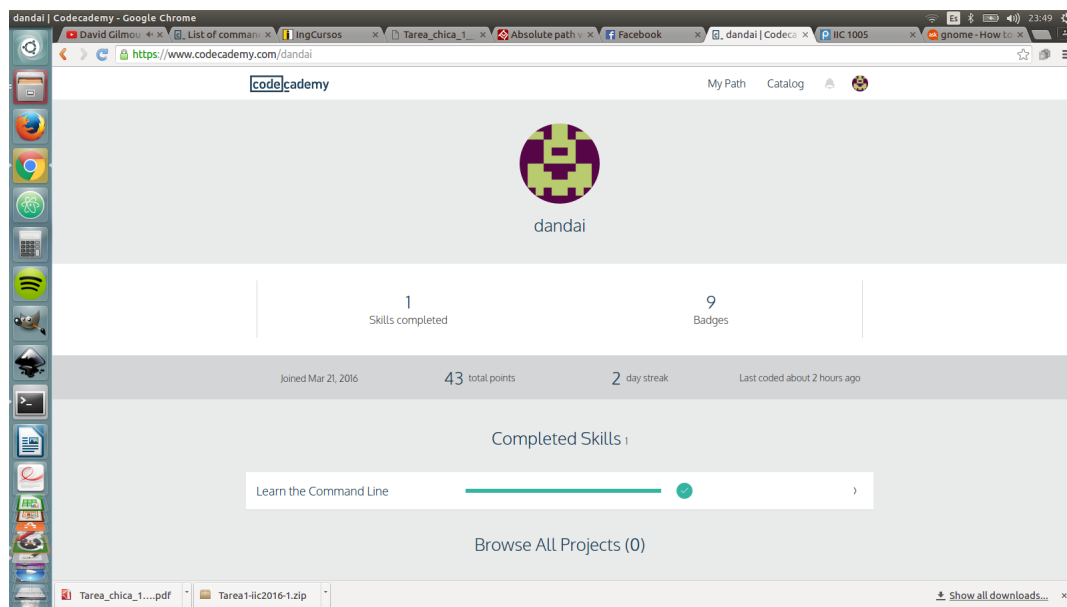 dandai | Codecademy - Google Chrome
Es 23:49
David Gilmou
List of comman
IngCursos
Tarea_chica_1_
Absolute path v
Facebook
dandai | Codeca
IIC 1005
gnome - How to
https://www.codecademy.com/dandai
codecademy
My Path Catalog
dandai
1
Skills completed
9
Badges
Joined Mar 21, 2016
43 total points
2 day streak
Last coded about 2 hours ago
Completed Skills 1
Learn the Command Line
Browse All Projects (0)
Tarea_chica_1....pdf
Tarea1-iic2016-1.zip
Show all downloads...